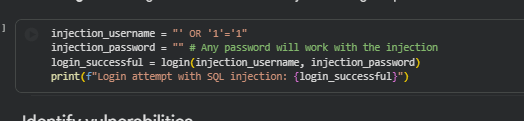 ]
injection_username = "' OR '1'='1"
injection_password = "" # Any password will work with the injection
login_successful = login(injection_username, injection_password)
print(f"Login attempt with SQL injection: {login_successful}")
Identify vulnerabilities